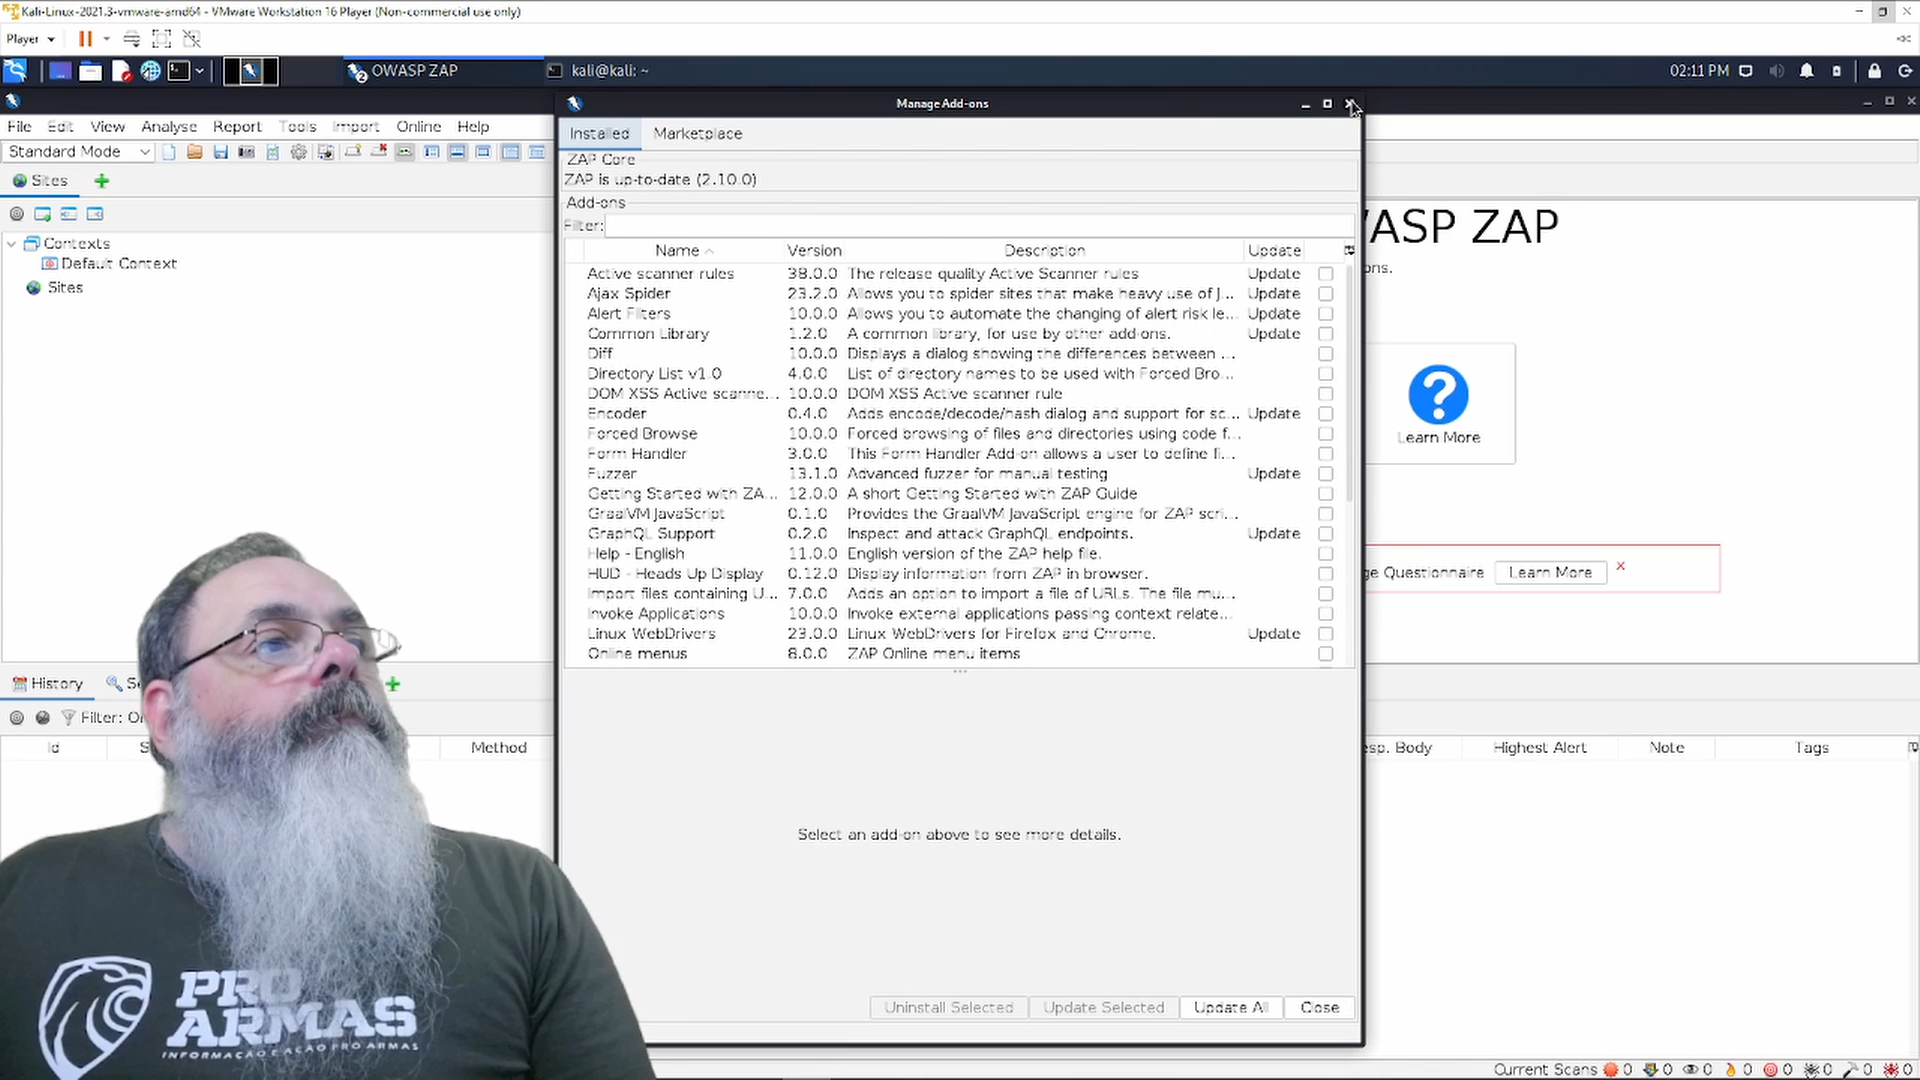 Kali-Linux-2021.3-vmware-amd64 - VMware Workstation 16 Player (Non-commercial use only)
Player
OWASP ZAP
kali@kali: ~
02:11 PM
Manage Add-ons
File Edit View Analyse Report Tools Import Online Help
Standard Mode
Sites
Contexts
Default Context
Sites
Installed Marketplace
ZAP Core
ZAP is up-to-date (2.10.0)
Add-ons
Filter:
Name Version Description Update
Active scanner rules 38.0.0 The release quality Active Scanner rules Update
Ajax Spider 23.2.0 Allows you to spider sites that make heavy use of J... Update
Alert Filters 10.0.0 Allows you to automate the changing of alert risk le... Update
Common Library 1.2.0 A common library, for use by other add-ons. Update
Diff 10.0.0 Displays a dialog showing the differences between ...
Directory List v1.0 4.0.0 List of directory names to be used with Forced Bro...
DOM XSS Active scanne... 10.0.0 DOM XSS Active scanner rule
Encoder 0.4.0 Adds encode/decode/hash dialog and support for sc... Update
Forced Browse 10.0.0 Forced browsing of files and directories using code f...
Form Handler 3.0.0 This Form Handler Add-on allows a user to define fi...
Fuzzer 13.1.0 Advanced fuzzer for manual testing Update
Getting Started with ZA... 12.0.0 A short Getting Started with ZAP Guide
GraalVM JavaScript 0.1.0 Provides the GraalVM JavaScript engine for ZAP scri...
GraphQL Support 0.2.0 Inspect and attack GraphQL endpoints. Update
Help - English 11.0.0 English version of the ZAP help file.
HUD - Heads Up Display 0.12.0 Display information from ZAP in browser.
Import files containing U... 7.0.0 Adds an option to import a file of URLs. The file mu...
Invoke Applications 10.0.0 Invoke external applications passing context relate...
Linux WebDrivers 23.0.0 Linux WebDrivers for Firefox and Chrome. Update
Online menus 8.0.0 ZAP Online menu items
Select an add-on above to see more details.
Uninstall Selected Update Selected Update All Close
ASP ZAP
ons.
Learn More
ge Questionnaire Learn More
History
Filter: O
Id Method
esp. Body Highest Alert Note Tags
PRO
ARMAS
INFORMAÇÃO E AÇÃO PRÓ ARMAS
Current Scans 0 0 0 0 0 0 0 0